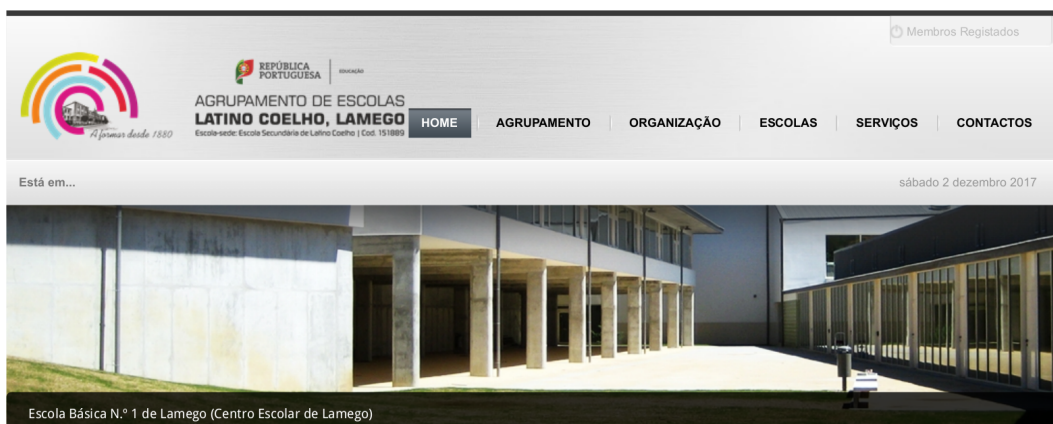 Membros Registados
REPÚBLICA
PORTUGUESA
EDUCAÇÃO
AGRUPAMENTO DE ESCOLAS
LATINO COELHO, LAMEGO
Escola-sede: Escola Secundária de Latino Coelho | Cod. 151889
A formar desde 1880
HOME AGRUPAMENTO ORGANIZAÇÃO ESCOLAS SERVIÇOS CONTACTOS
Está em...
sábado 2 dezembro 2017
Escola Básica N.º 1 de Lamego (Centro Escolar de Lamego)